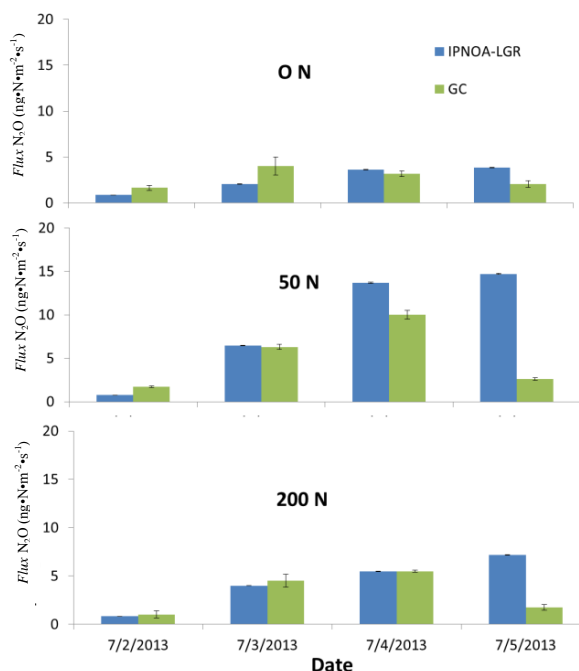 20
15
10
5
0
Flux N₂O (ng•N•m⁻²•s⁻¹)
O N
IPNOA-LGR
GC
20
15
10
5
0
Flux N₂O (ng•N•m⁻²•s⁻¹)
50 N
20
15
10
5
0
Flux N₂O (ng•N•m⁻²•s⁻¹)
200 N
7/2/2013 7/3/2013 7/4/2013 7/5/2013
Date